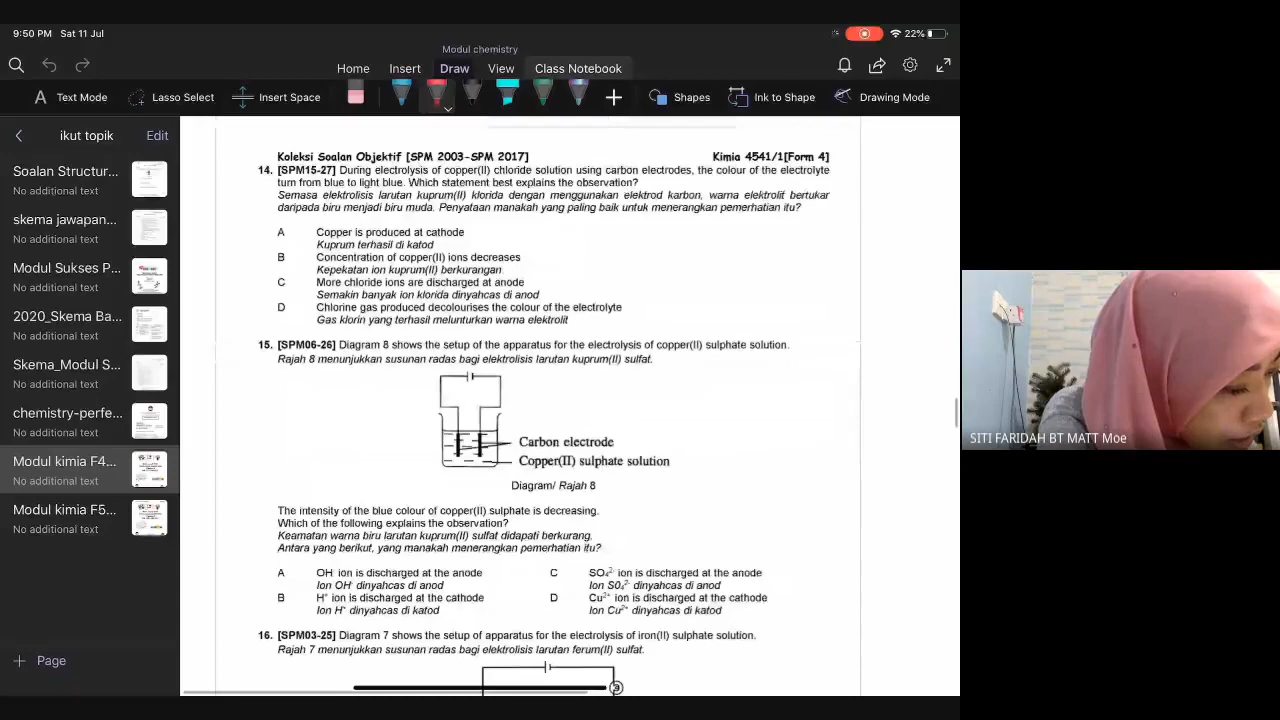 9:50 PM Sat 11 Jul
22%
Modul chemistry
Home Insert Draw View Class Notebook
Text Mode Lasso Select Insert Space Shapes Ink to Shape Drawing Mode
ikut topik Edit
Soalan Structur...
No additional text
skema jawapan...
No additional text
Modul Sukses P...
No additional text
2020_Skema Ba...
No additional text
Skema_Modul S...
No additional text
chemistry-perfe...
No additional text
Modul kimia F4...
No additional text
Modul kimia F5...
No additional text
Page
Koleksi Soalan Objektif [SPM 2003-SPM 2017] Kimia 4541/1[Form 4]
14. [SPM15-27] During electrolysis of copper(II) chloride solution using carbon electrodes, the colour of the electrolyte
turn from blue to light blue. Which statement best explains the observation?
Semasa elektrolisis larutan kuprum(II) klorida dengan menggunakan elektrod karbon, warna elektrolit bertukar
daripada biru menjadi biru muda. Penyataan manakah yang paling baik untuk menerangkan pemerhatian itu?
A Copper is produced at cathode
Kuprum terhasil di katod
B Concentration of copper(II) ions decreases
Kepekatan ion kuprum(II) berkurangan
C More chloride ions are discharged at anode
Semakin banyak ion klorida dinyahcas di anod
D Chlorine gas produced decolourises the colour of the electrolyte
Gas klorin yang terhasil melunturkan warna elektrolit
15. [SPM06-26] Diagram 8 shows the setup of the apparatus for the electrolysis of copper(II) sulphate solution.
Rajah 8 menunjukkan susunan radas bagi elektrolisis larutan kuprum(II) sulfat.
Carbon electrode
Copper(II) sulphate solution
Diagram/ Rajah 8
The intensity of the blue colour of copper(II) sulphate is decreasing.
Which of the following explains the observation?
Keamatan warna biru larutan kuprum(II) sulfat didapati berkurang.
Antara yang berikut, yang manakah menerangkan pemerhatian itu?
A OH⁻ ion is discharged at the anode
Ion OH⁻ dinyahcas di anod
B H⁺ ion is discharged at the cathode
Ion H⁺ dinyahcas di katod
C SO₄²⁻ ion is discharged at the anode
Ion SO₄²⁻ dinyahcas di anod
D Cu²⁺ ion is discharged at the cathode
Ion Cu²⁺ dinyahcas di katod
16. [SPM03-25] Diagram 7 shows the setup of apparatus for the electrolysis of iron(II) sulphate solution.
Rajah 7 menunjukkan susunan radas bagi elektrolisis larutan ferum(II) sulfat.
SITI FARIDAH BT MATT Moe